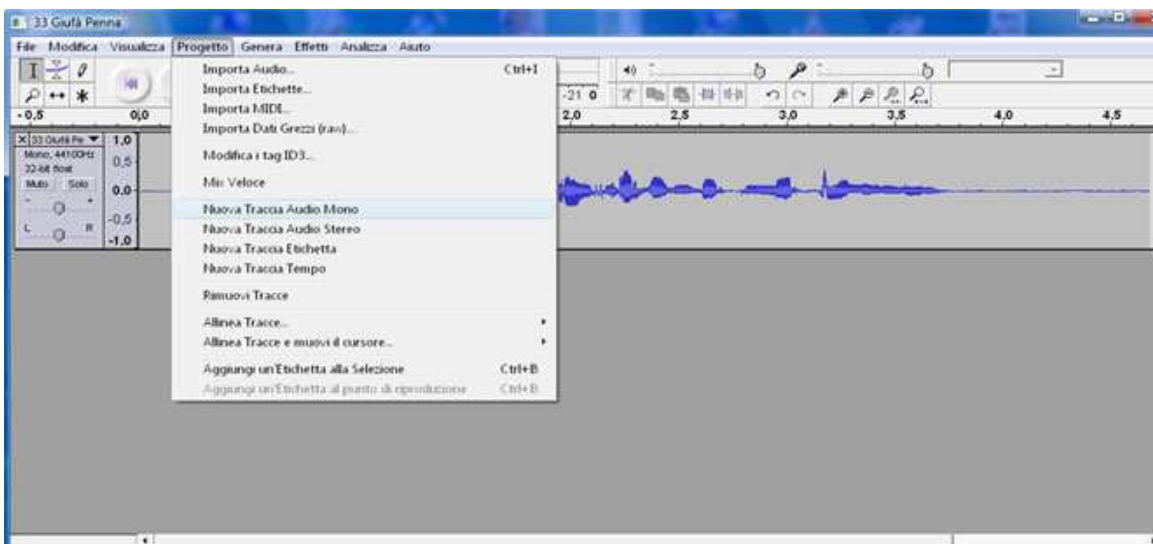 33 Giufà Penna
File Modifica Visualizza Progetto Genera Effetti Analizza Aiuto
-21 0
-0,5 0,0 2,0 2,5 3,0 3,5 4,0 4,5
33 Giufà Pe
Mono, 44100Hz
32-bit float
Muto Solo
- +
L R
1,0
0,5
0,0
-0,5
-1,0
Importa Audio... Ctrl+I
Importa Etichette...
Importa MIDI...
Importa Dati Grezzi (raw)...
Modifica i tag ID3...
Mix Veloce
Nuova Traccia Audio Mono
Nuova Traccia Audio Stereo
Nuova Traccia Etichetta
Nuova Traccia Tempo
Rimuovi Tracce
Allinea Tracce...
Allinea Tracce e muovi il cursore...
Aggiungi un'Etichetta alla Selezione Ctrl+B
Aggiungi un'Etichetta al punto di riproduzione Ctrl+B